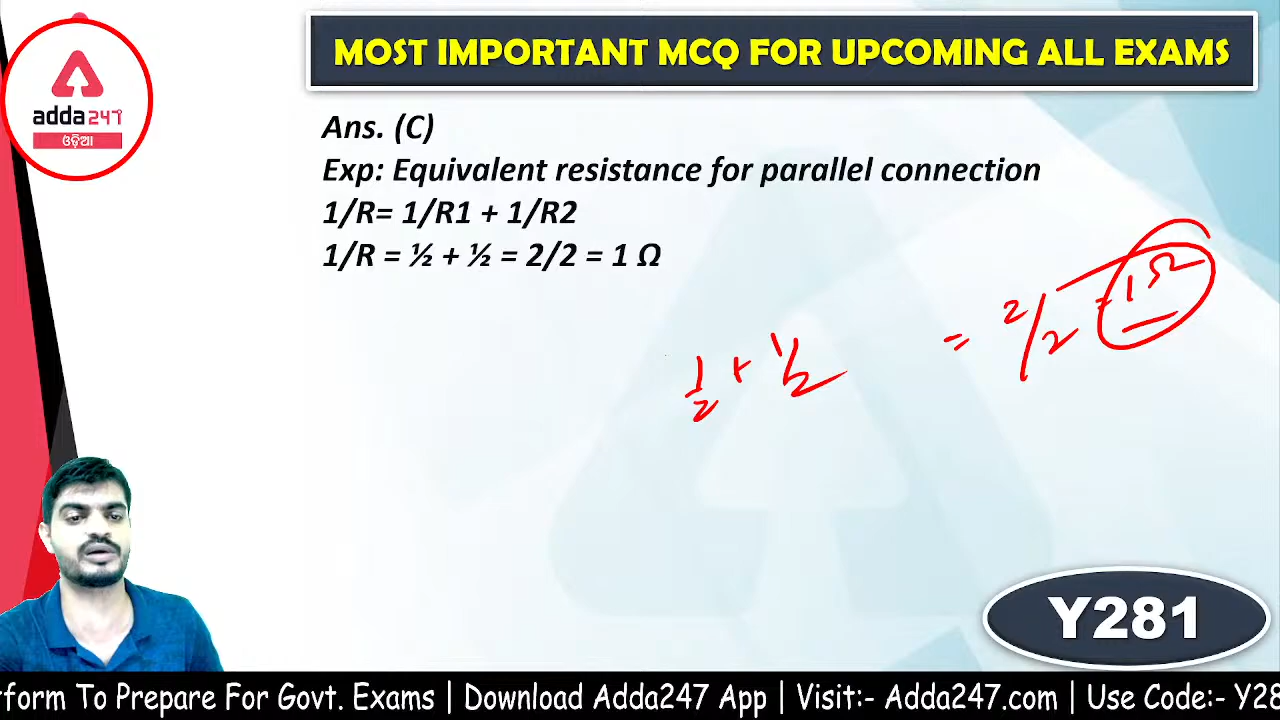 MOST IMPORTANT MCQ FOR UPCOMING ALL EXAMS
adda247
ଓଡ଼ିଆ
Ans. (C)
Exp: Equivalent resistance for parallel connection
1/R= 1/R1 + 1/R2
1/R = ½ + ½ = 2/2 = 1 Ω
1/2 + 1/2 = 2/2 = 1 Ω
Y281
rform To Prepare For Govt. Exams | Download Adda247 App | Visit:- Adda247.com | Use Code:- Y28